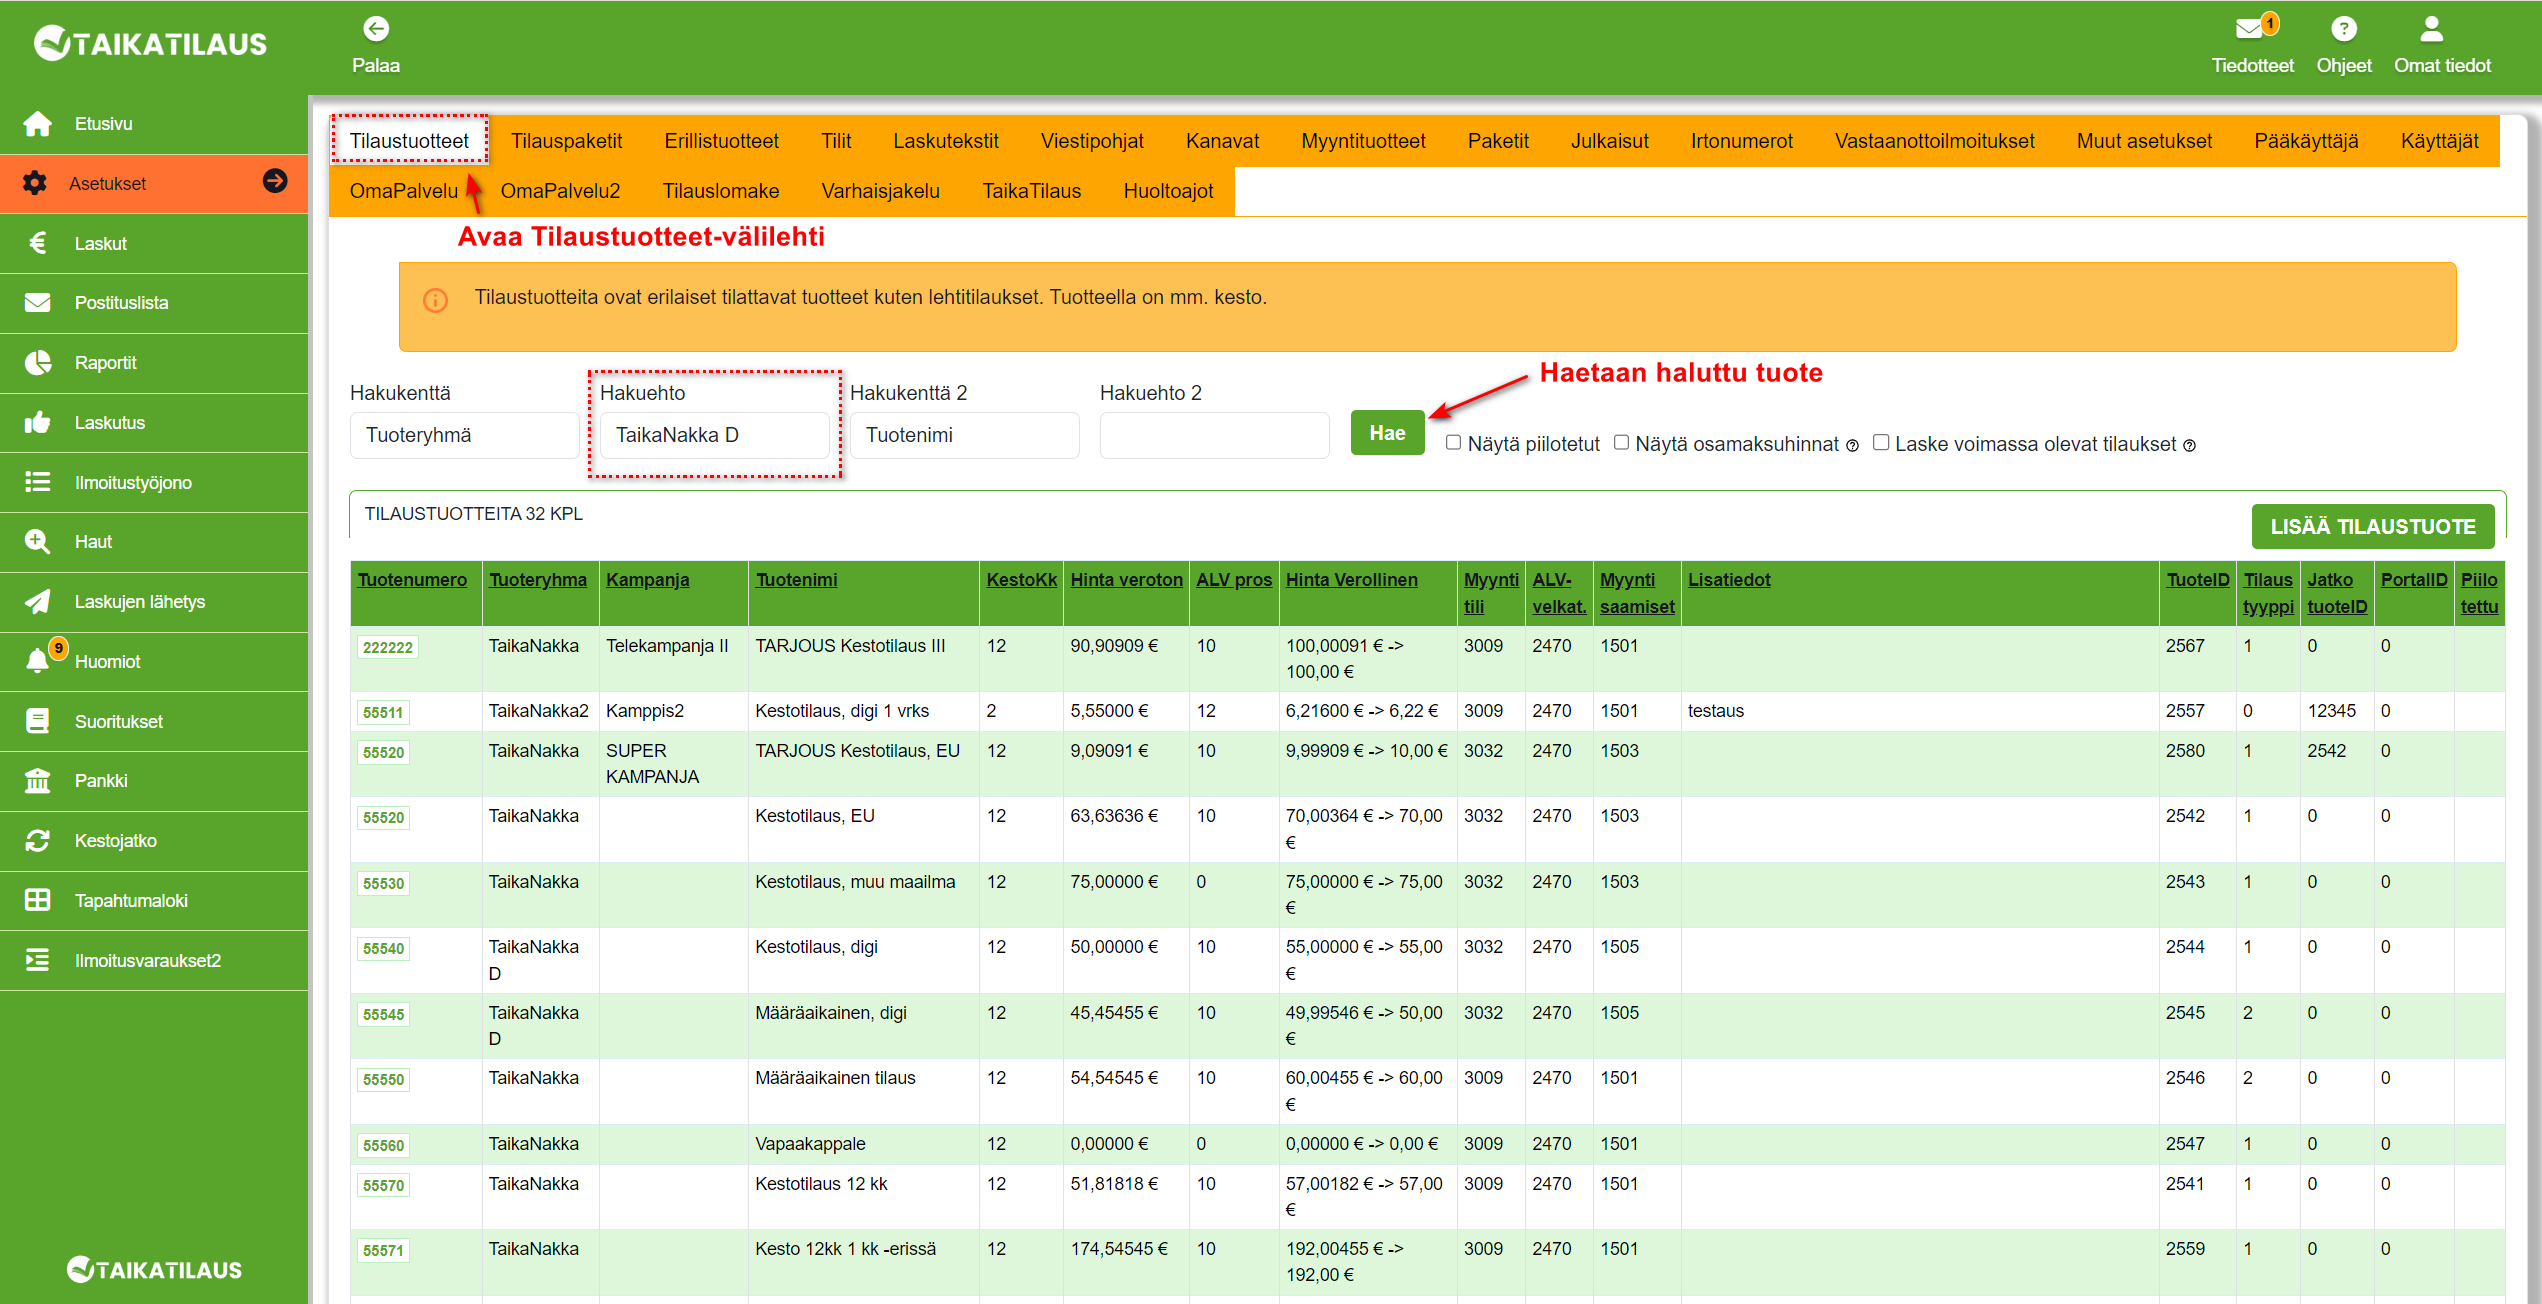 TAIKATILAUS
Palaa
1
Tiedotteet
?
Ohjeet
Omat tiedot
Etusivu
Asetukset
Laskut
Postituslista
Raportit
Laskutus
Ilmoitustyöjono
Haut
Laskujen lähetys
9
Huomiot
Suoritukset
Pankki
Kestojatko
Tapahtumaloki
Ilmoitusvaraukset2
TAIKATILAUS
Tilaustuotteet Tilauspaketit Erillistuotteet Tilit Laskutekstit Viestipohjat Kanavat Myyntituotteet Paketit Julkaisut Irtonumerot Vastaanottoilmoitukset Muut asetukset Pääkäyttäjä Käyttäjät
OmaPalvelu OmaPalvelu2 Tilauslomake Varhaisjakelu TaikaTilaus Huoltoajot
Avaa Tilaustuotteet-välilehti
Tilaustuotteita ovat erilaiset tilattavat tuotteet kuten lehtitilaukset. Tuotteella on mm. kesto.
Haetaan haluttu tuote
Hakukenttä Hakuehto Hakukenttä 2 Hakuehto 2
Tuoteryhmä TaikaNakka D Tuotenimi Hae Näytä piilotetut Näytä osamaksuhinnat ? Laske voimassa olevat tilaukset ?
TILAUSTUOTTEITA 32 KPL
LISÄÄ TILAUSTUOTE
Tuotenumero Tuoteryhma Kampanja Tuotenimi KestoKk Hinta veroton ALV pros Hinta Verollinen Myynti ALV- Myynti Lisatiedot TuoteID Tilaus Jatko PortalID Piilo
tili velkat. saamiset tyyppi tuoteID tettu
222222 TaikaNakka Telekampanja II TARJOUS Kestotilaus III 12 90,90909 € 10 100,00091 € -> 3009 2470 1501 2567 1 0 0
100,00 €
55511 TaikaNakka2 Kamppis2 Kestotilaus, digi 1 vrks 2 5,55000 € 12 6,21600 € -> 6,22 € 3009 2470 1501 testaus 2557 0 12345 0
55520 TaikaNakka SUPER TARJOUS Kestotilaus, EU 12 9,09091 € 10 9,99909 € -> 10,00 € 3032 2470 1503 2580 1 2542 0
KAMPANJA
55520 TaikaNakka Kestotilaus, EU 12 63,63636 € 10 70,00364 € -> 70,00 3032 2470 1503 2542 1 0 0
€
55530 TaikaNakka Kestotilaus, muu maailma 12 75,00000 € 0 75,00000 € -> 75,00 3032 2470 1503 2543 1 0 0
€
55540 TaikaNakka Kestotilaus, digi 12 50,00000 € 10 55,00000 € -> 55,00 3032 2470 1505 2544 1 0 0
D €
55545 TaikaNakka Määräaikainen, digi 12 45,45455 € 10 49,99546 € -> 50,00 3032 2470 1505 2545 2 0 0
D €
55550 TaikaNakka Määräaikainen tilaus 12 54,54545 € 10 60,00455 € -> 60,00 3009 2470 1501 2546 2 0 0
€
55560 TaikaNakka Vapaakappale 12 0,00000 € 0 0,00000 € -> 0,00 € 3009 2470 1501 2547 1 0 0
55570 TaikaNakka Kestotilaus 12 kk 12 51,81818 € 10 57,00182 € -> 57,00 3009 2470 1501 2541 1 0 0
€
55571 TaikaNakka Kesto 12kk 1 kk -erissä 12 174,54545 € 10 192,00455 € -> 3009 2470 1501 2559 1 0 0
192,00 €